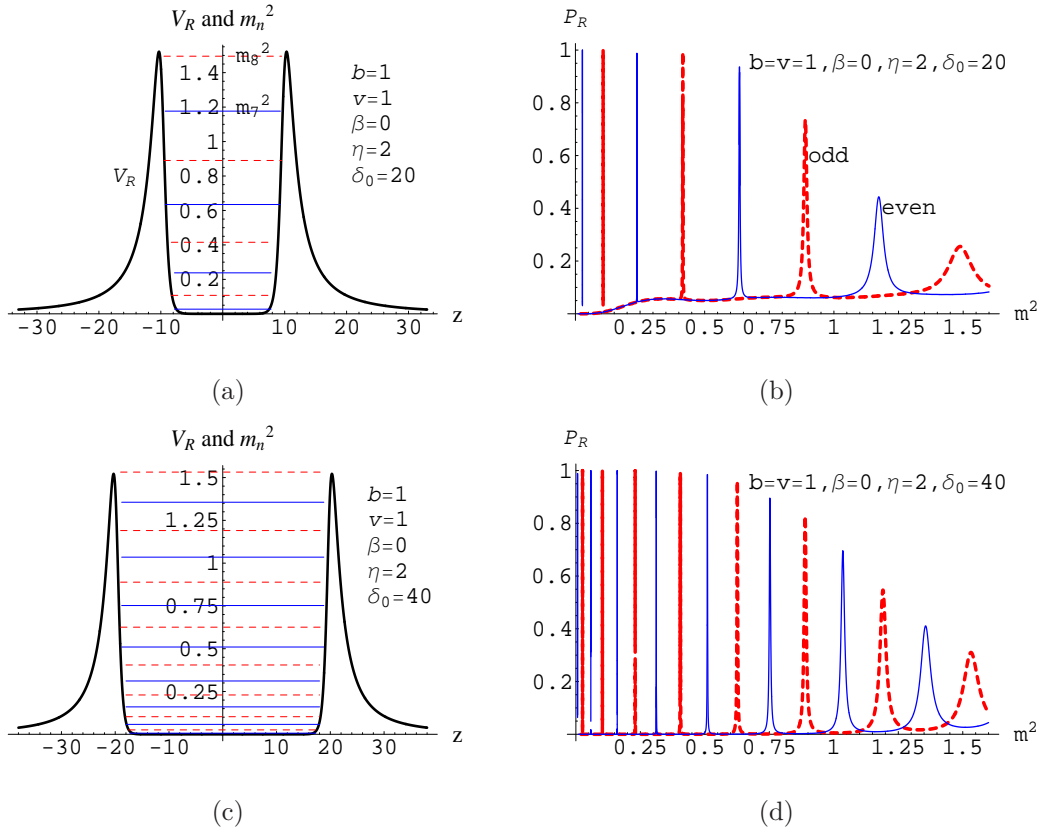 V_R and m_n^2
m_8^2
1.4
1.2
m_7^2
1
0.8
0.6
0.4
0.2
V_R
b=1
v=1
β=0
η=2
δ_0=20
-30 -20 -10 0 10 20 30 z
(a)
P_R
b=v=1,β=0,η=2,δ_0=20
1
0.8
0.6
0.4
0.2
odd
even
0.25 0.5 0.75 1 1.25 1.5 m^2
(b)
V_R and m_n^2
1.5
1.25
1
0.75
0.5
0.25
b=1
v=1
β=0
η=2
δ_0=40
-30 -20 -10 0 10 20 30 z
(c)
P_R
b=v=1,β=0,η=2,δ_0=40
1
0.8
0.6
0.4
0.2
0.25 0.5 0.75 1 1.25 1.5 m^2
(d)